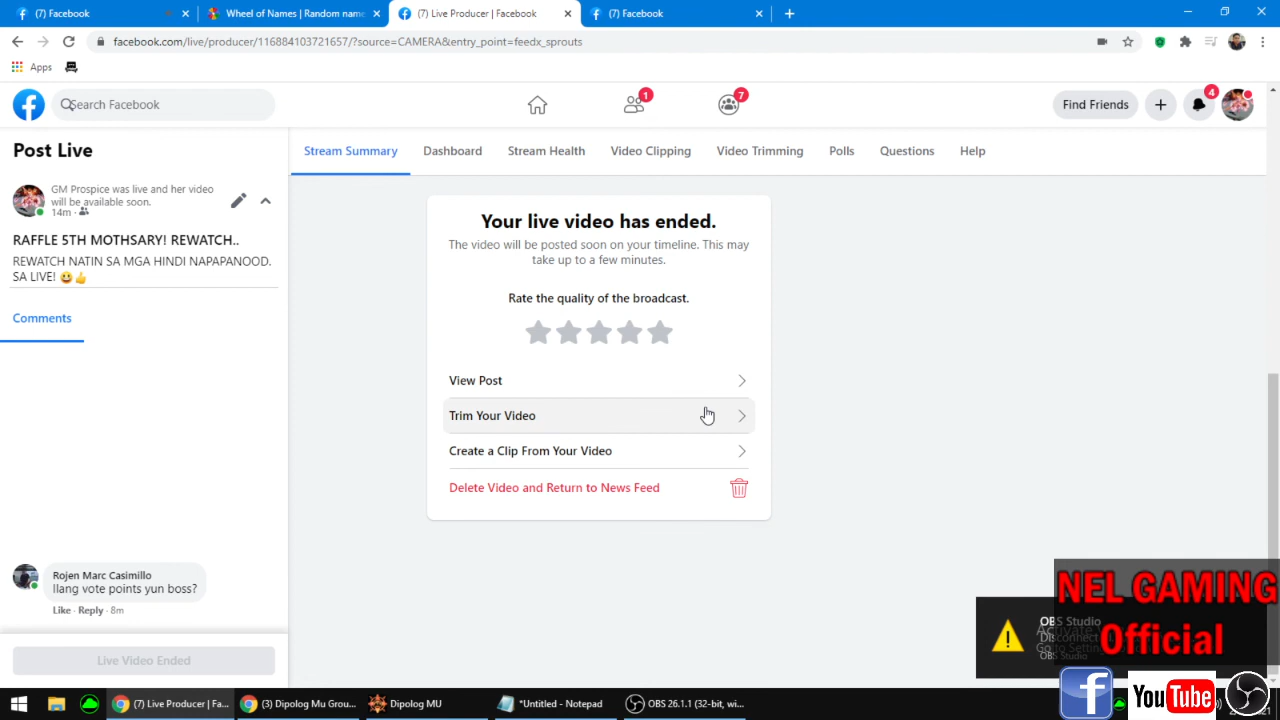 (7) Facebook
Wheel of Names | Random name
(7) Live Producer | Facebook
(7) Facebook
facebook.com/live/producer/116884103721657/?source=CAMERA&entry_point=feedx_sprouts
Apps
Search Facebook
1
7
Find Friends
4
Post Live
GM Prospice was live and her video
will be available soon.
14m
RAFFLE 5TH MOTHSARY! REWATCH..
REWATCH NATIN SA MGA HINDI NAPAPANOOD.
SA LIVE! 😃👍
Comments
Rojen Marc Casimillo
Ilang vote points yun boss?
Like · Reply · 8m
Live Video Ended
Stream Summary
Dashboard
Stream Health
Video Clipping
Video Trimming
Polls
Questions
Help
Your live video has ended.
The video will be posted soon on your timeline. This may
take up to a few minutes.
Rate the quality of the broadcast.
View Post
Trim Your Video
Create a Clip From Your Video
Delete Video and Return to News Feed
NEL GAMING
Official
OBS Studio
OBS Studio
YouTube
(7) Live Producer | Fa...
(3) Dipolog Mu Grou...
Dipolog MU
*Untitled - Notepad
OBS 26.1.1 (32-bit, wi...